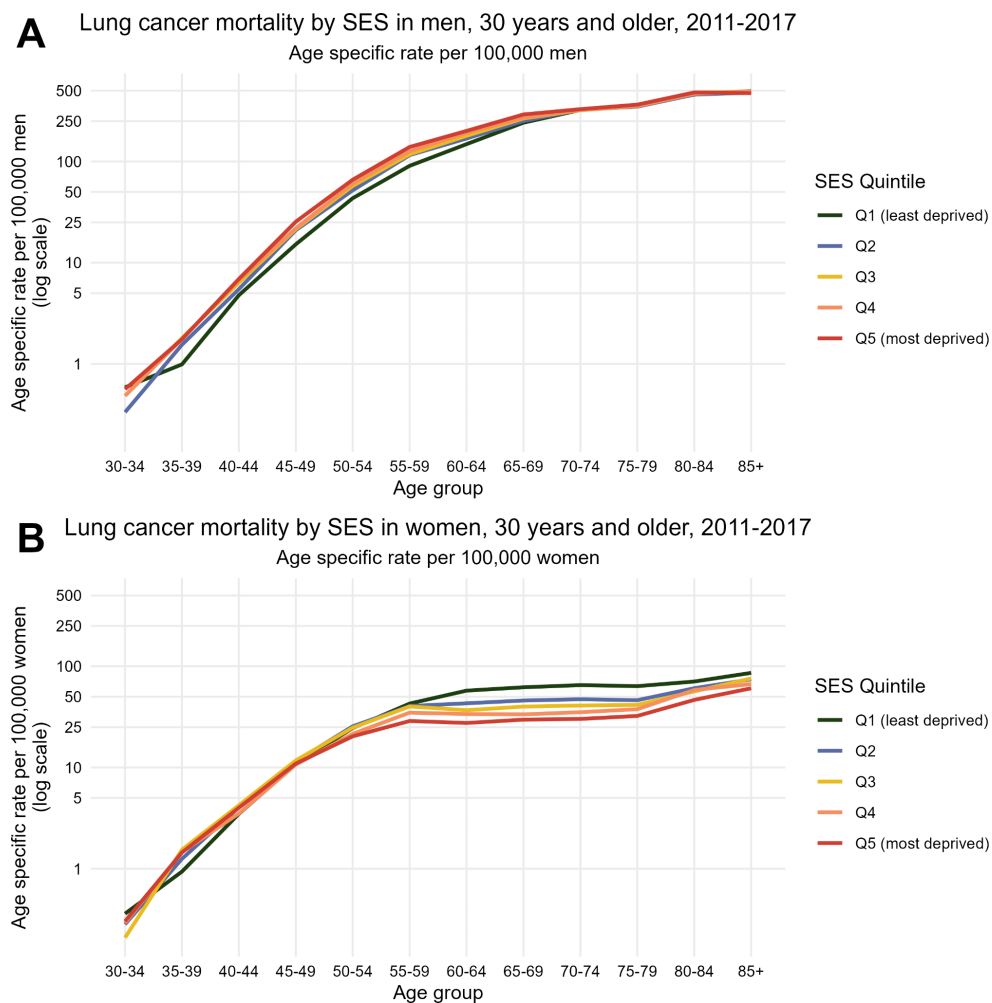 A
Lung cancer mortality by SES in men, 30 years and older, 2011-2017
Age specific rate per 100,000 men
Age specific rate per 100,000 men
(log scale)
500
250
100
50
25
10
5
1
30-34 35-39 40-44 45-49 50-54 55-59 60-64 65-69 70-74 75-79 80-84 85+
Age group
SES Quintile
Q1 (least deprived)
Q2
Q3
Q4
Q5 (most deprived)
B
Lung cancer mortality by SES in women, 30 years and older, 2011-2017
Age specific rate per 100,000 women
Age specific rate per 100,000 women
(log scale)
500
250
100
50
25
10
5
1
30-34 35-39 40-44 45-49 50-54 55-59 60-64 65-69 70-74 75-79 80-84 85+
Age group
SES Quintile
Q1 (least deprived)
Q2
Q3
Q4
Q5 (most deprived)